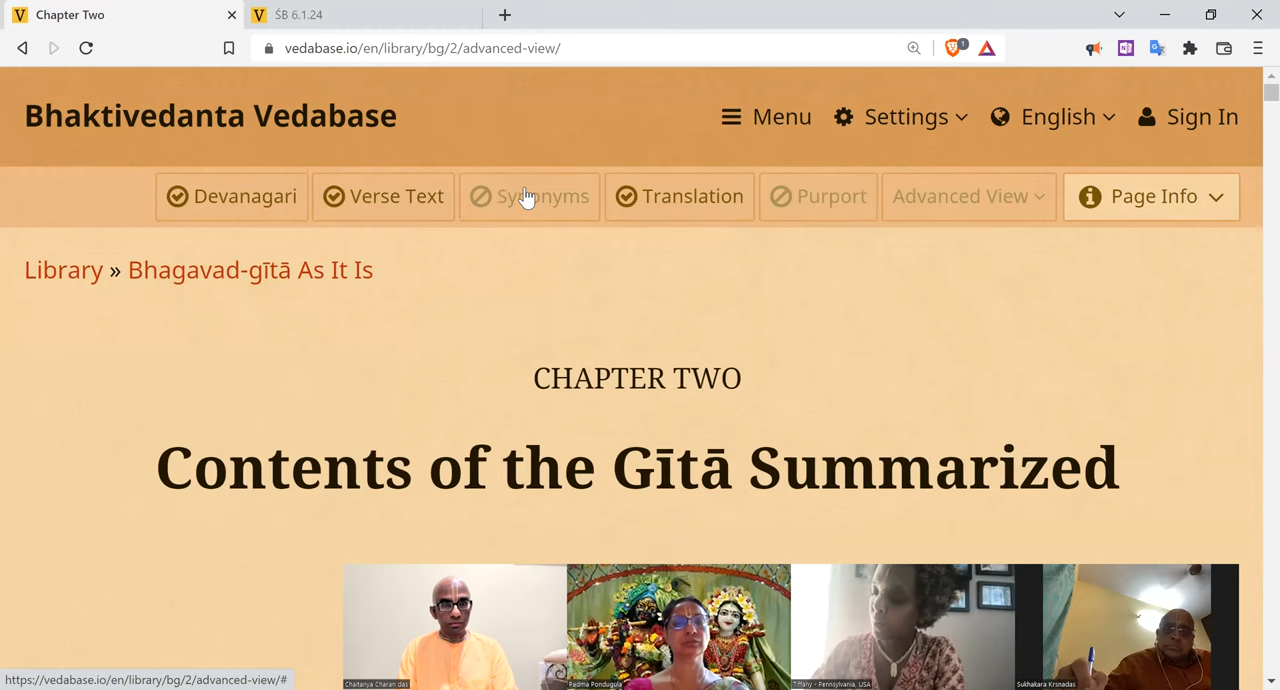 Chapter Two
ŚB 6.1.24
vedabase.io/en/library/bg/2/advanced-view/
1
Bhaktivedanta Vedabase
Menu Settings English Sign In
Devanagari Verse Text Synonyms Translation Purport Advanced View Page Info
Library » Bhagavad-gītā As It Is
CHAPTER TWO
Contents of the Gītā Summarized
Chaitanya Charan das Padma Pondugula Tiffany - Pennsylvania, USA Sukhakara Krsnadas
https://vedabase.io/en/library/bg/2/advanced-view/#